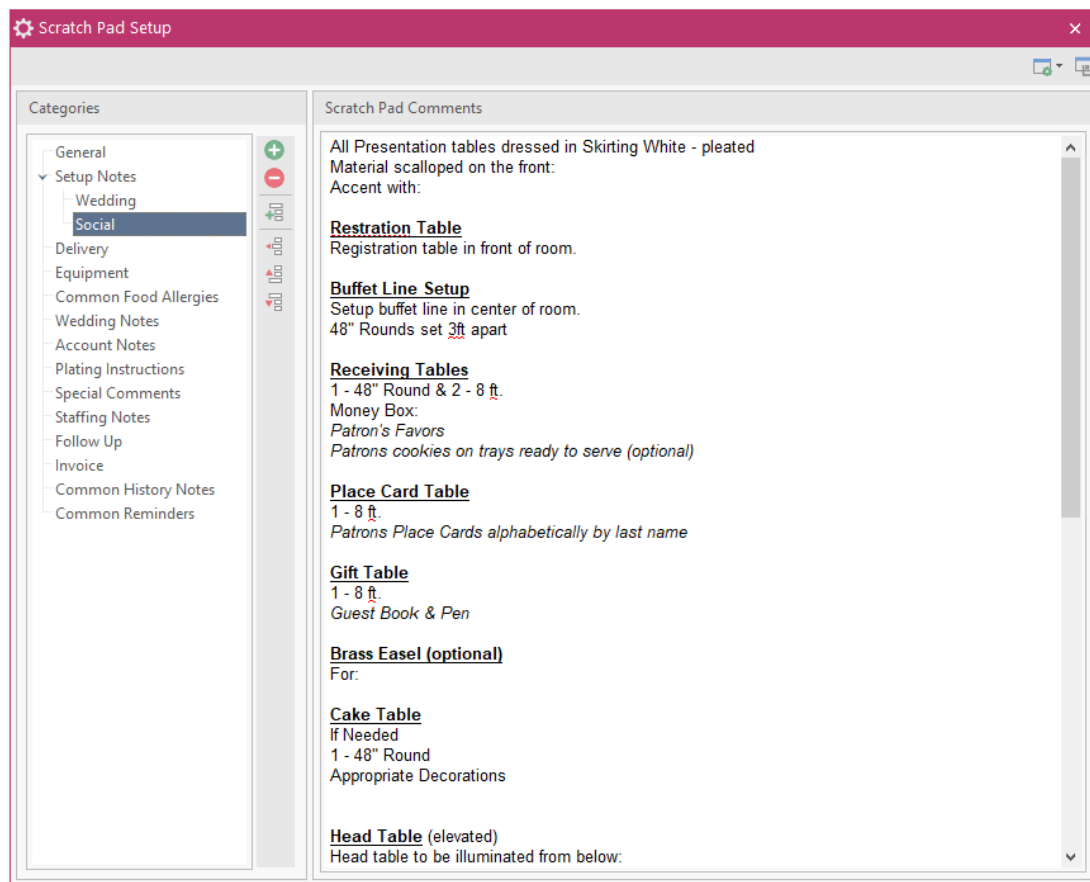 Scratch Pad Setup
Categories
General
Setup Notes
Wedding
Social
Delivery
Equipment
Common Food Allergies
Wedding Notes
Account Notes
Plating Instructions
Special Comments
Staffing Notes
Follow Up
Invoice
Common History Notes
Common Reminders
Scratch Pad Comments
All Presentation tables dressed in Skirting White - pleated
Material scalloped on the front:
Accent with:
Restration Table
Registration table in front of room.
Buffet Line Setup
Setup buffet line in center of room.
48" Rounds set 3ft apart
Receiving Tables
1 - 48" Round & 2 - 8 ft.
Money Box:
Patron's Favors
Patrons cookies on trays ready to serve (optional)
Place Card Table
1 - 8 ft.
Patrons Place Cards alphabetically by last name
Gift Table
1 - 8 ft.
Guest Book & Pen
Brass Easel (optional)
For:
Cake Table
If Needed
1 - 48" Round
Appropriate Decorations
Head Table (elevated)
Head table to be illuminated from below: